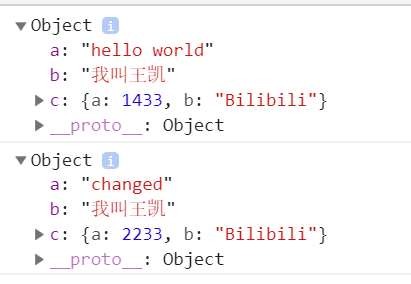 Object i
a: "hello world"
b: "我叫王凯"
c: {a: 1433, b: "Bilibili"}
__proto__: Object
Object i
a: "changed"
b: "我叫王凯"
c: {a: 2233, b: "Bilibili"}
__proto__: Object